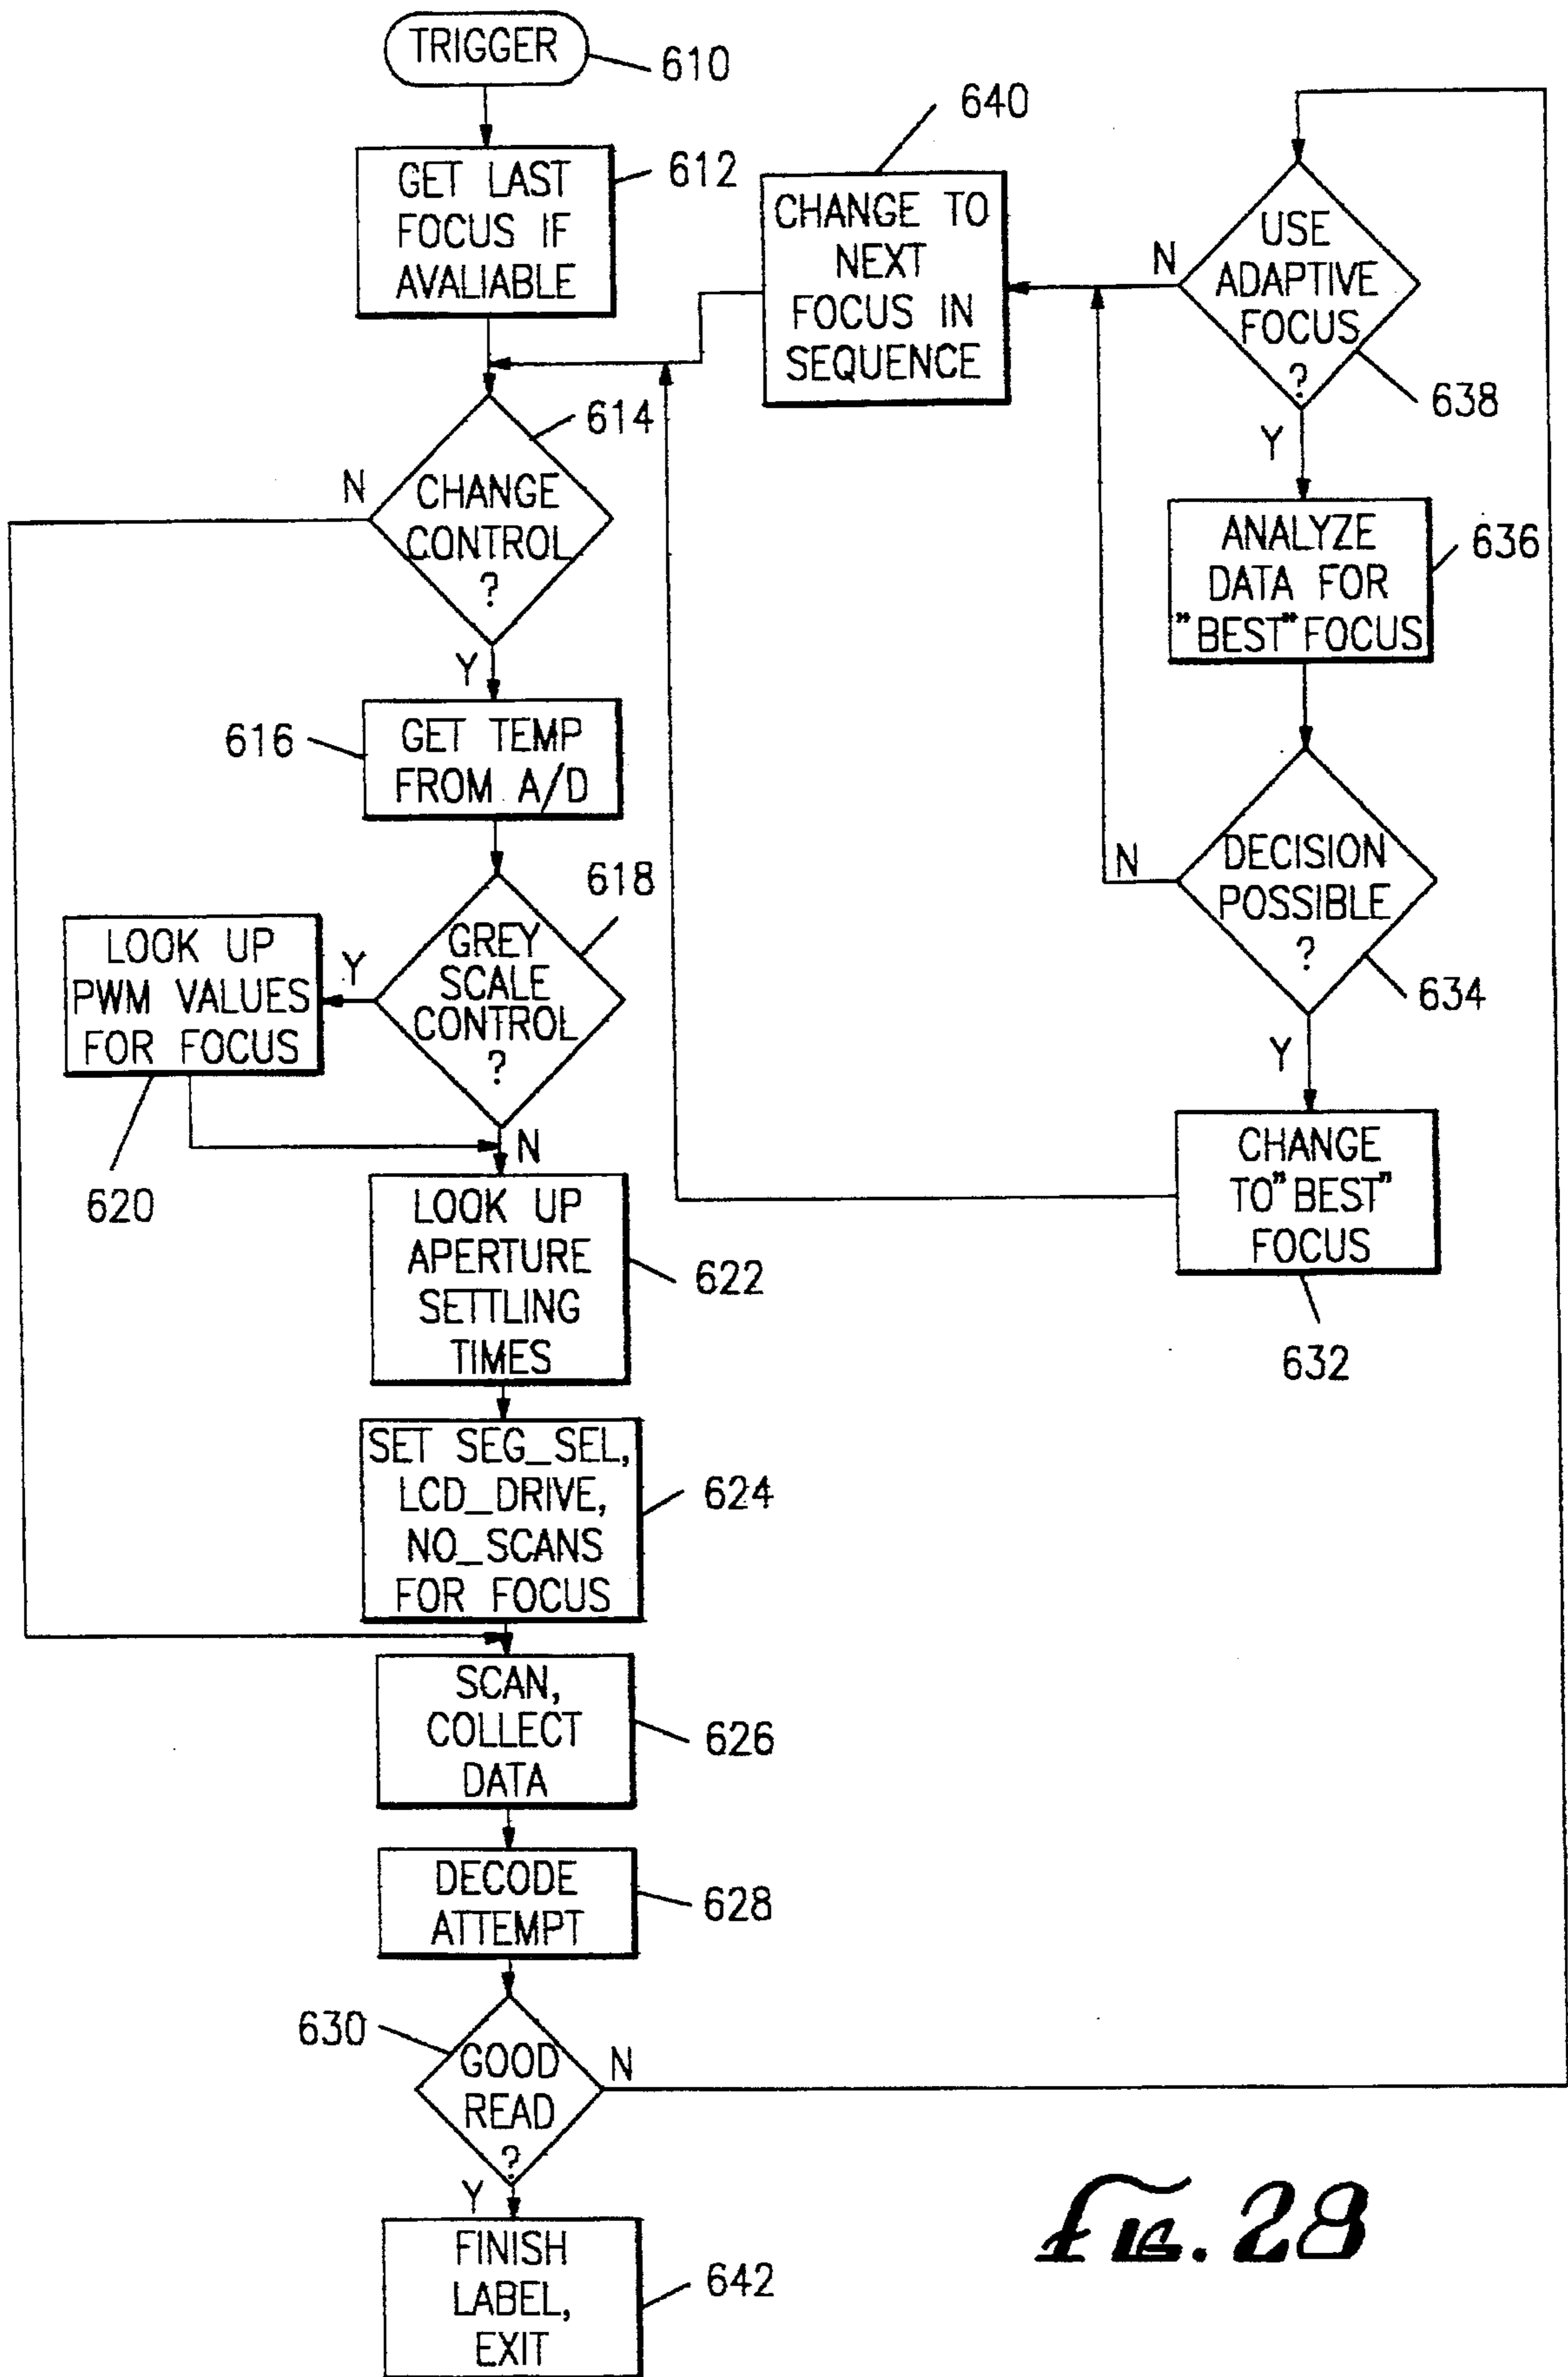 TRIGGER
610
GET LAST
FOCUS IF
AVALIABLE
612
614
CHANGE
CONTROL
?
N
Y
616
GET TEMP
FROM A/D
618
GREY
SCALE
CONTROL
?
Y
N
LOOK UP
PWM VALUES
FOR FOCUS
620
LOOK UP
APERTURE
SETTLING
TIMES
622
SET SEG_SEL,
LCD_DRIVE,
NO_SCANS
FOR FOCUS
624
SCAN,
COLLECT
DATA
626
DECODE
ATTEMPT
628
630
GOOD
READ
?
N
Y
FINISH
LABEL,
EXIT
642
640
CHANGE TO
NEXT
FOCUS IN
SEQUENCE
N
USE
ADAPTIVE
FOCUS
?
638
Y
ANALYZE
DATA FOR
"BEST" FOCUS
636
N
DECISION
POSSIBLE
?
634
Y
CHANGE
TO "BEST"
FOCUS
632
FIG. 28